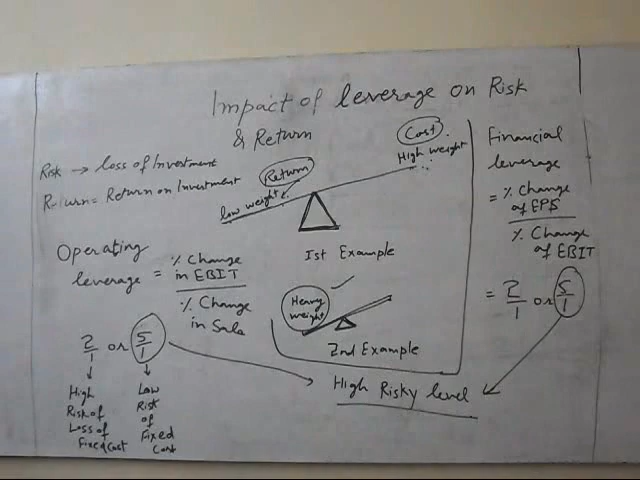 Impact of leverage on Risk
& Return
Risk → Loss of Investment
Return = Return on Investment
Return
low weight
Cost
High weight
Ist Example
Heavy
weight
2nd Example
Operating
leverage = % Change
in EBIT
% Change
in Sale
2/1 or 5/1
High
Risk of
Loss of
Fixed Cost
Low
Risk
of
Fixed
Cost
Financial
leverage
= % Change
of EPS
% Change
of EBIT
= 2/1 or 5/1
High Risky level